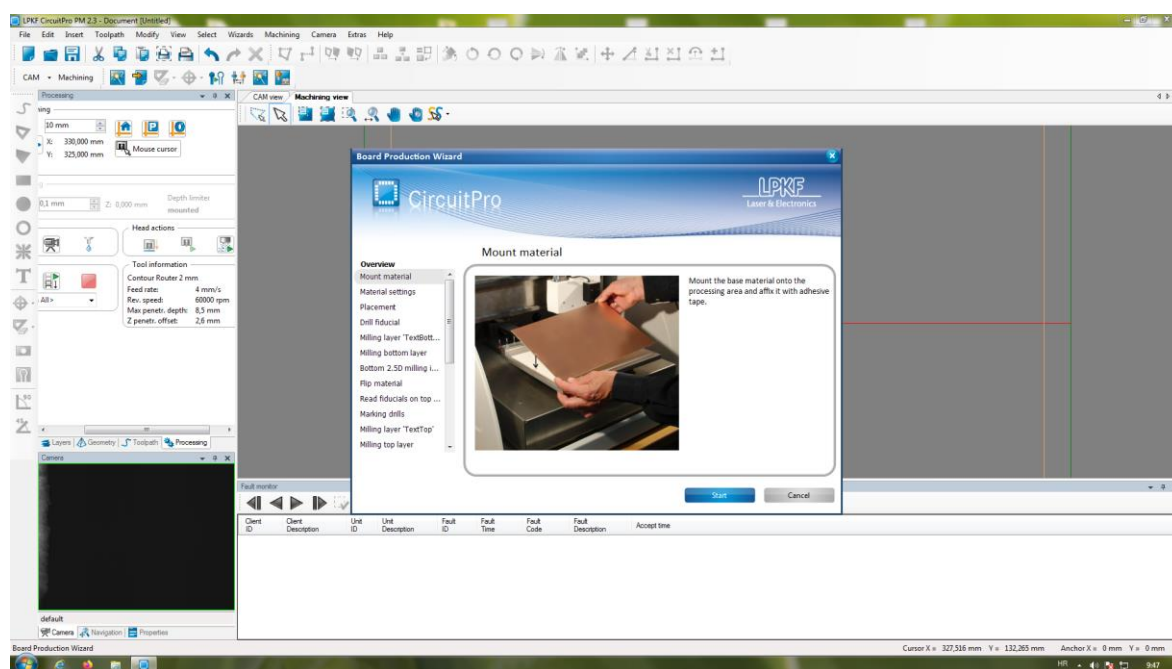 LPKF CircuitPro PM 2.3 - Document [Untitled]
File Edit Insert Toolpath Modify View Select Wizards Machining Camera Extras Help
CAM Machining
Processing
CAM view Machining view
10 mm
X: 330,000 mm
Y: 325,000 mm
Mouse cursor
0,1 mm Z: 0,000 mm Depth limiter
mounted
Head actions
Tool information
Contour Router 2 mm
Feed rate: 4 mm/s
All> Rev. speed: 60000 rpm
Max penetr. depth: 8,5 mm
Z penetr. offset: 2,6 mm
Board Production Wizard
CircuitPro
LPKF
Laser & Electronics
Mount material
Overview
Mount material
Material settings
Placement
Drill fiducial
Milling layer 'TextBott...
Milling bottom layer
Bottom 2.5D milling i...
Flip material
Read fiducials on top ...
Marking drills
Milling layer 'TextTop'
Milling top layer
Mount the base material onto the
processing area and affix it with adhesive
tape.
Start Cancel
Layers Geometry Toolpath Processing
Camera
Fault monitor
Client ID Client Description Unit ID Unit Description Fault ID Fault Time Fault Code Fault Description Accept time
default
Camera Navigation Properties
Board Production Wizard
Cursor X = 327,516 mm Y = 132,265 mm Anchor X = 0 mm Y = 0 mm
HR 9:47